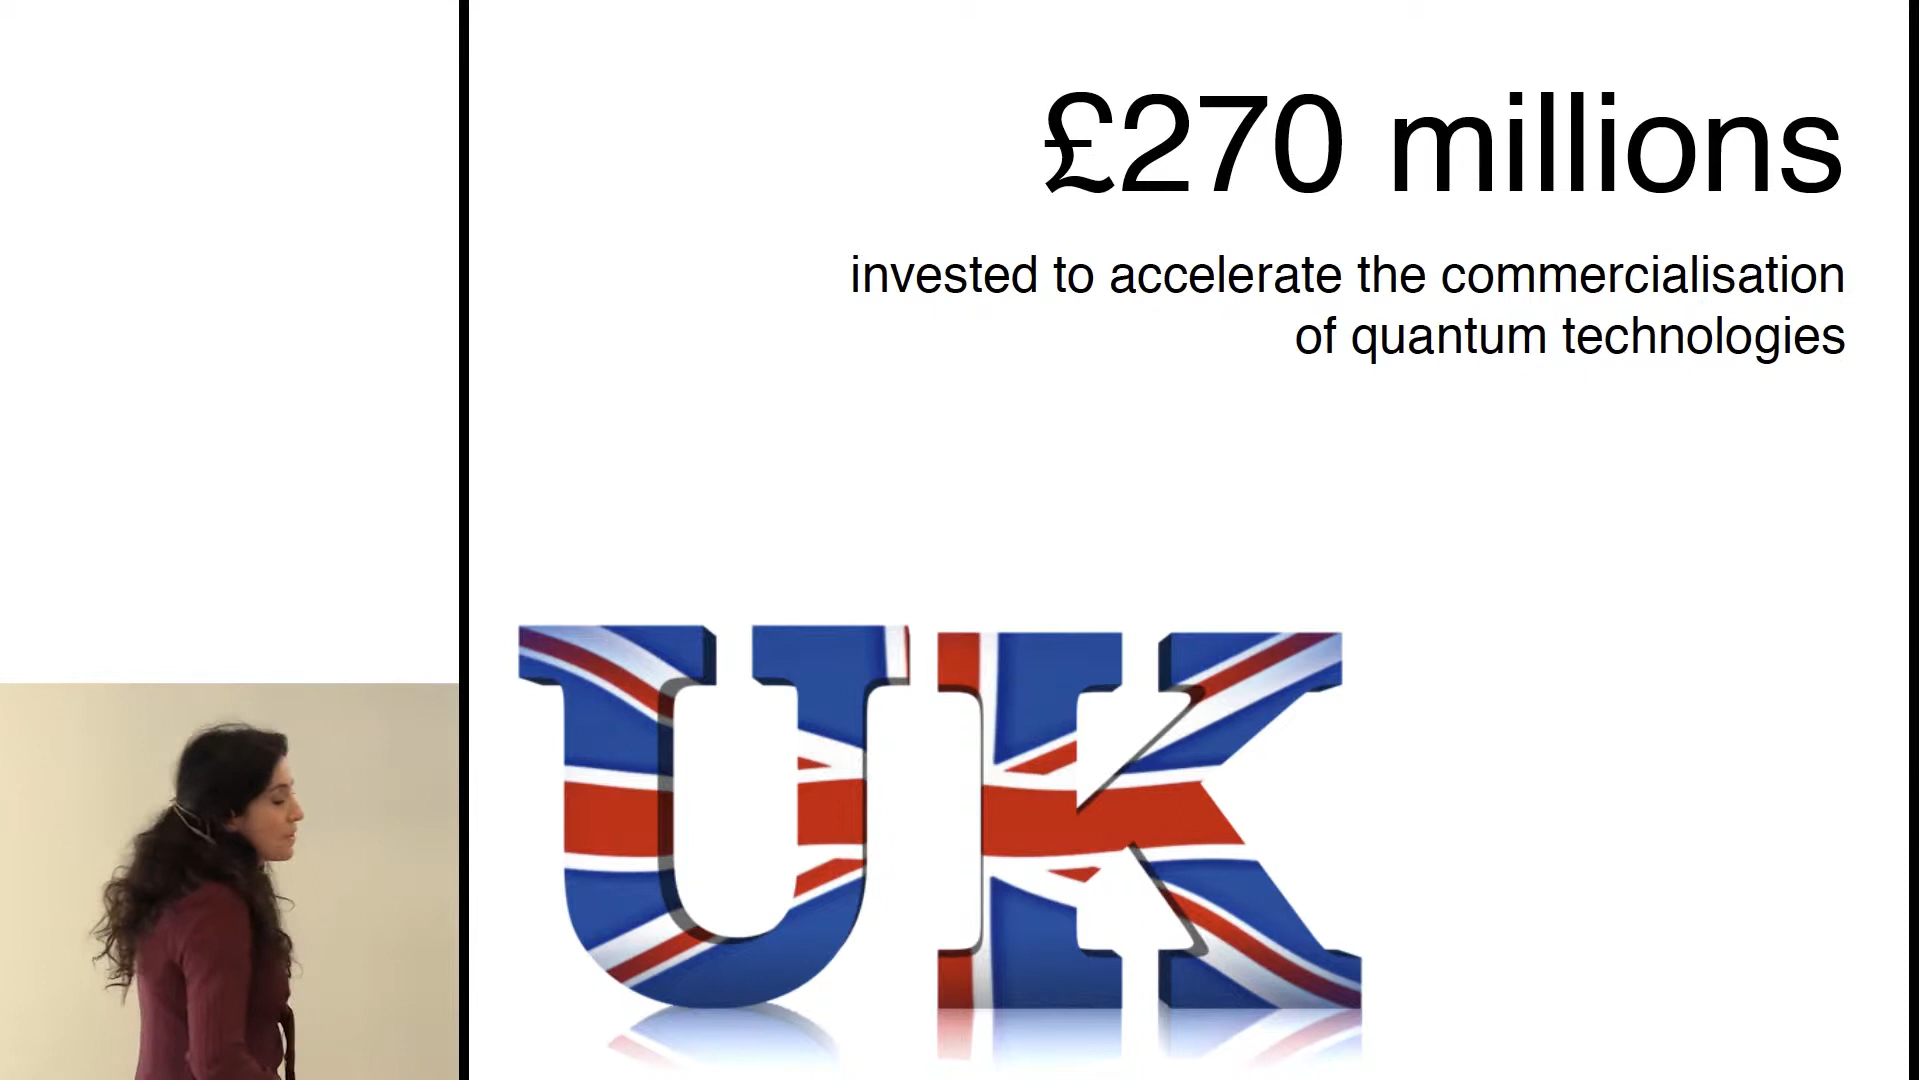 £270 millions
invested to accelerate the commercialisation
of quantum technologies
UK